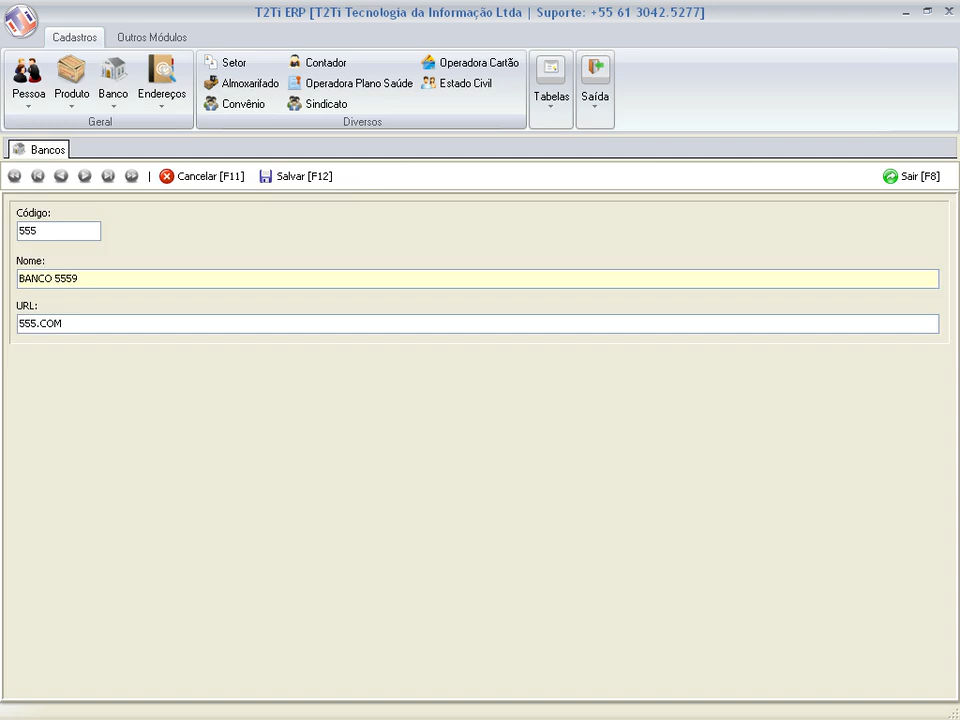 T2Ti ERP [T2Ti Tecnologia da Informação Ltda | Suporte: +55 61 3042.5277]
Cadastros Outros Módulos
Pessoa Produto Banco Endereços
Geral
Setor Contador Operadora Cartão
Almoxarifado Operadora Plano Saúde Estado Civil
Convênio Sindicato
Diversos
Tabelas Saída
Bancos
| Cancelar [F11] Salvar [F12] Sair [F8]
Código:
555
Nome:
BANCO 5559
URL:
555.COM